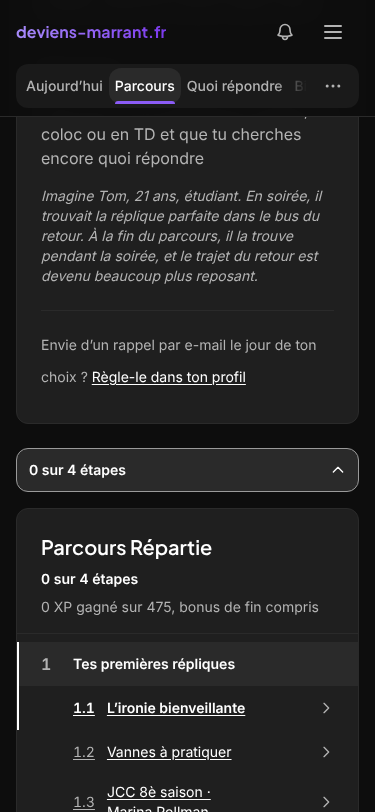 deviens-marrant.fr
Aujourd’hui Parcours Quoi répondre
coloc ou en TD et que tu cherches
encore quoi répondre
Imagine Tom, 21 ans, étudiant. En soirée, il
trouvait la réplique parfaite dans le bus du
retour. À la fin du parcours, il la trouve
pendant la soirée, et le trajet du retour est
devenu beaucoup plus reposant.
Envie d’un rappel par e-mail le jour de ton
choix ? Règle-le dans ton profil
0 sur 4 étapes
Parcours Répartie
0 sur 4 étapes
0 XP gagné sur 475, bonus de fin compris
1 Tes premières répliques
1.1 L’ironie bienveillante
1.2 Vannes à pratiquer
1.3 JCC 8è saison ·
Marina Rollman